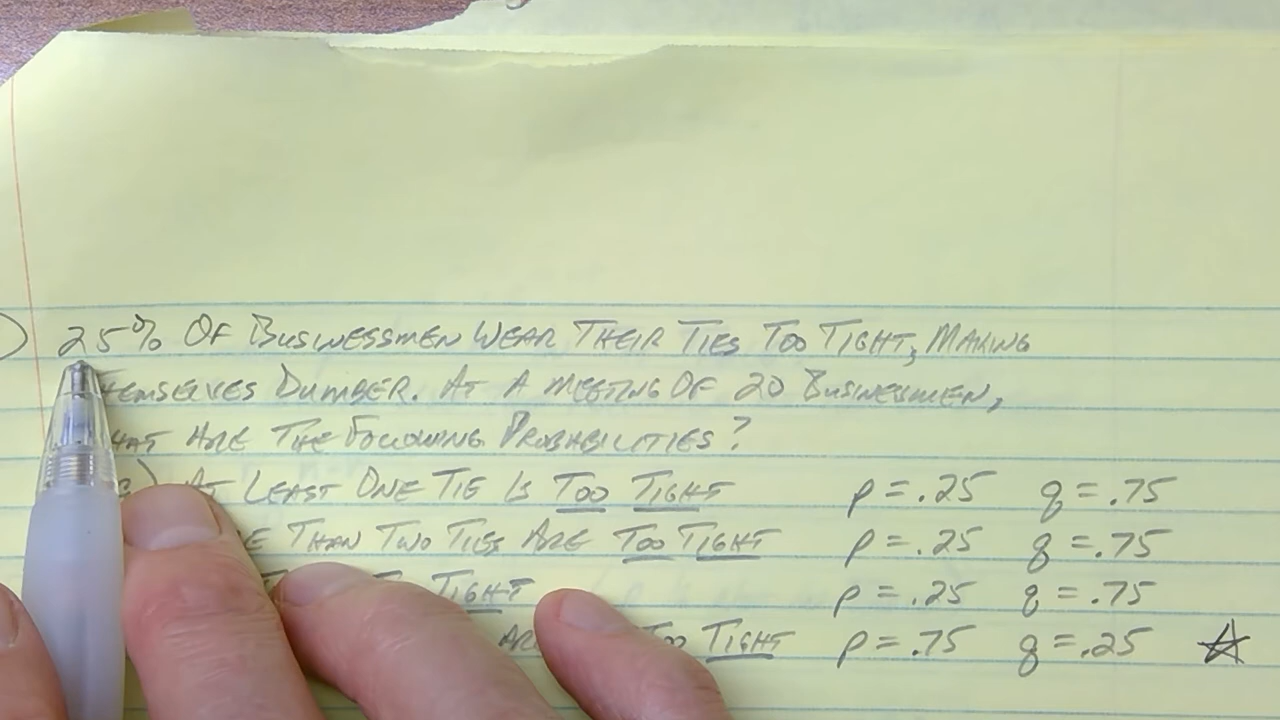 ) 25% OF BUSINESSMEN WEAR THEIR TIES TOO TIGHT, MAKING
DUMBER. AT A MEETING OF 20 BUSINESSMEN,
ARE THE FOLLOWING PROBABILITIES?
) AT LEAST ONE TIE IS TOO TIGHT p = .25 q = .75
THAN TWO TIES ARE TOO TIGHT p = .25 q = .75
TIGHT p = .25 q = .75
TOO TIGHT p = .75 q = .25